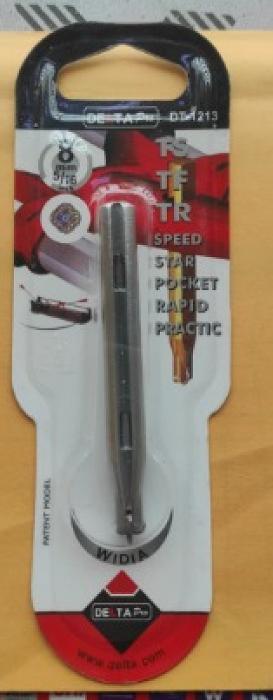 DELTA Pro DT-1213
8
mm
5/16
TS
TF
TR
SPEED
STAR
POCKET
RAPID
PRACTIC
PATENT MODEL
WIDIA
DELTA Pro
www.delta.com